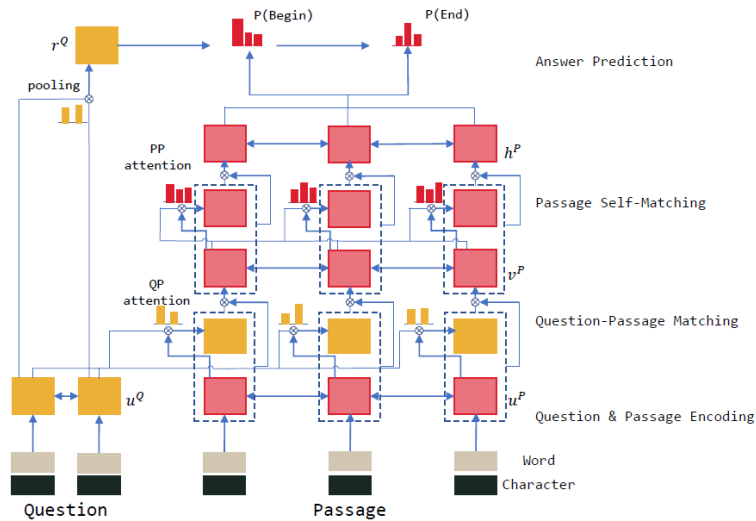 P(Begin)
P(End)
r^Q
Answer Prediction
pooling
PP
attention
h^P
Passage Self-Matching
v^P
QP
attention
Question-Passage Matching
u^Q
u^P
Question & Passage Encoding
Word
Character
Question
Passage